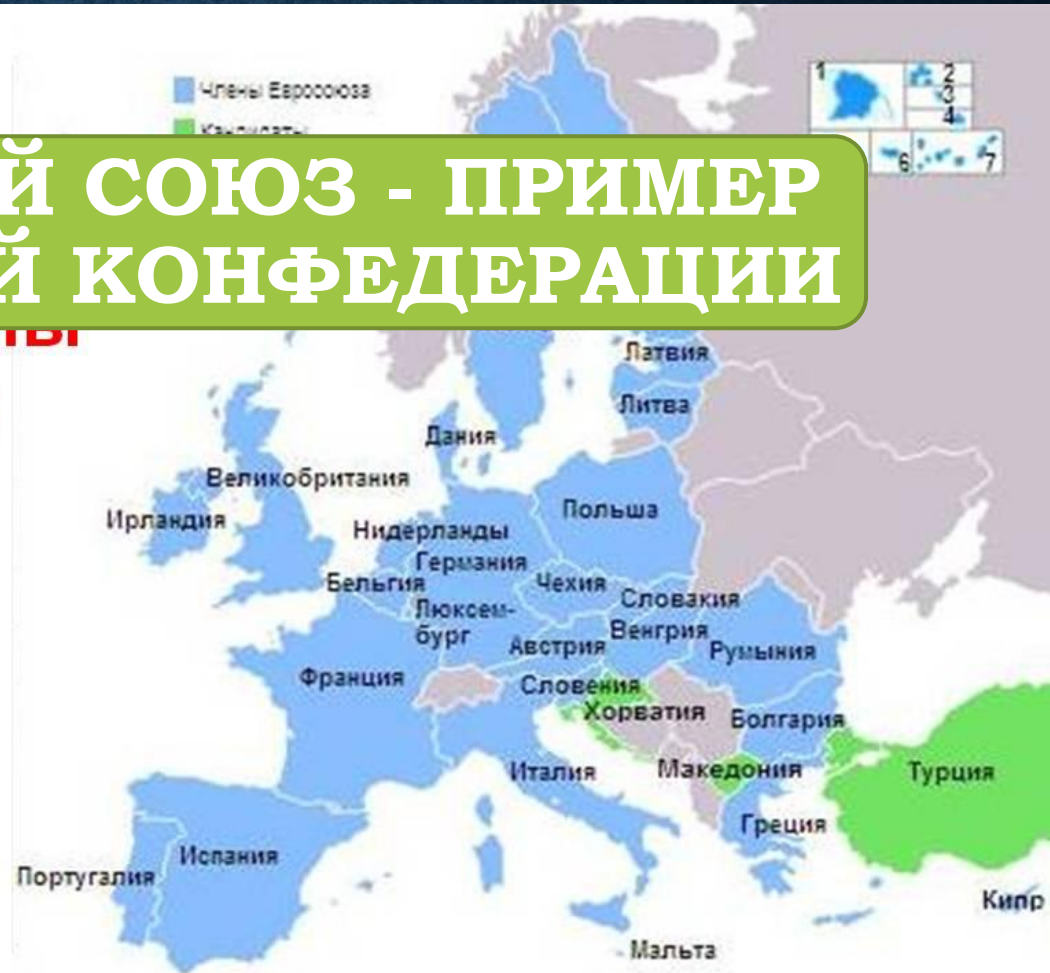 Члены Евросоюза
Кандидаты
1
2
3
4
6
7
Й СОЮЗ - ПРИМЕР
Й КОНФЕДЕРАЦИИ
Латвия
Литва
Дания
Великобритания
Польша
Ирландия
Нидерланды
Германия
Бельгия
Чехия
Словакия
Люксем-
бург
Венгрия
Австрия
Румыния
Франция
Словения
Хорватия
Болгария
Италия
Македония
Турция
Греция
Испания
Португалия
Кипр
Мальта